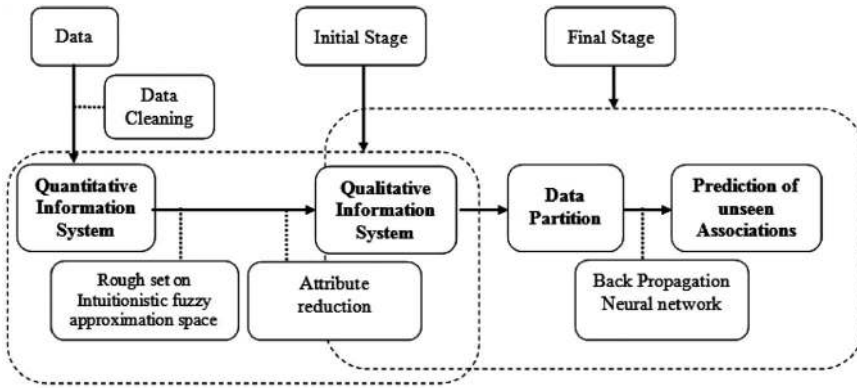 Data
Initial Stage
Final Stage
Data
Cleaning
Quantitative
Information
System
Qualitative
Information
System
Data
Partition
Prediction of
unseen
Associations
Rough set on
Intuitionistic fuzzy
approximation space
Attribute
reduction
Back Propagation
Neural network